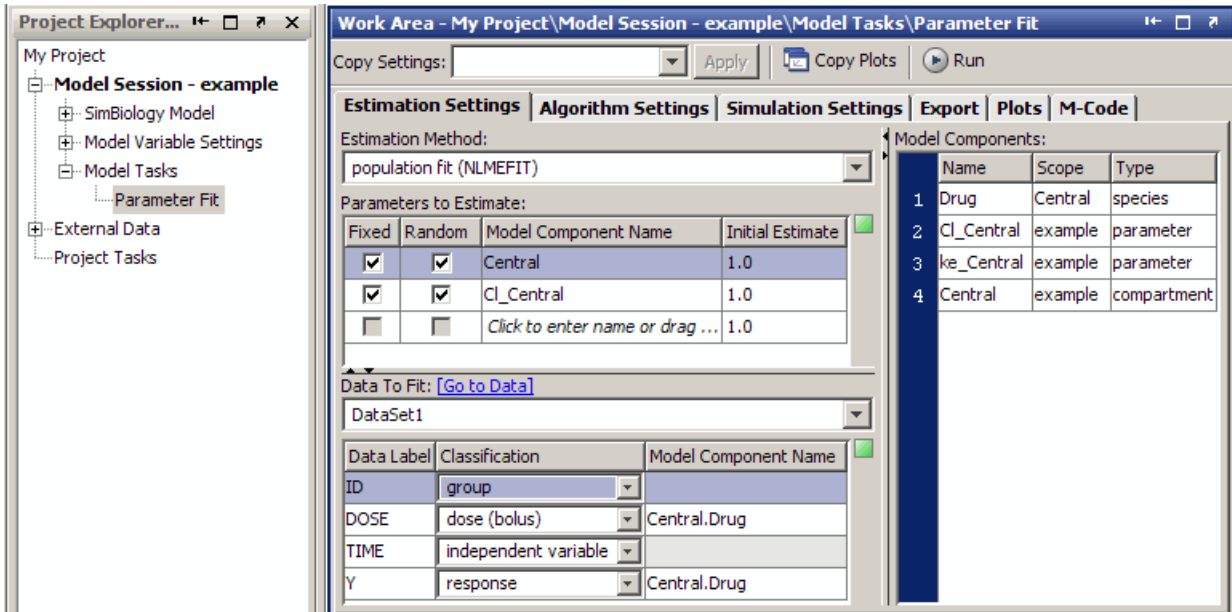 Project Explorer...
My Project
Model Session - example
SimBiology Model
Model Variable Settings
Model Tasks
Parameter Fit
External Data
Project Tasks
Work Area - My Project\Model Session - example\Model Tasks\Parameter Fit
Copy Settings: Apply Copy Plots Run
Estimation Settings Algorithm Settings Simulation Settings Export Plots M-Code
Estimation Method:
population fit (NLMEFIT)
Parameters to Estimate:
Fixed Random Model Component Name Initial Estimate
Central 1.0
Cl_Central 1.0
Click to enter name or drag ... 1.0
Data To Fit: [Go to Data]
DataSet1
Data Label Classification Model Component Name
ID group
DOSE dose (bolus) Central.Drug
TIME independent variable
Y response Central.Drug
Model Components:
Name Scope Type
1 Drug Central species
2 Cl_Central example parameter
3 ke_Central example parameter
4 Central example compartment